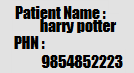 Patient Name :
harry potter
PHN :
9854852223